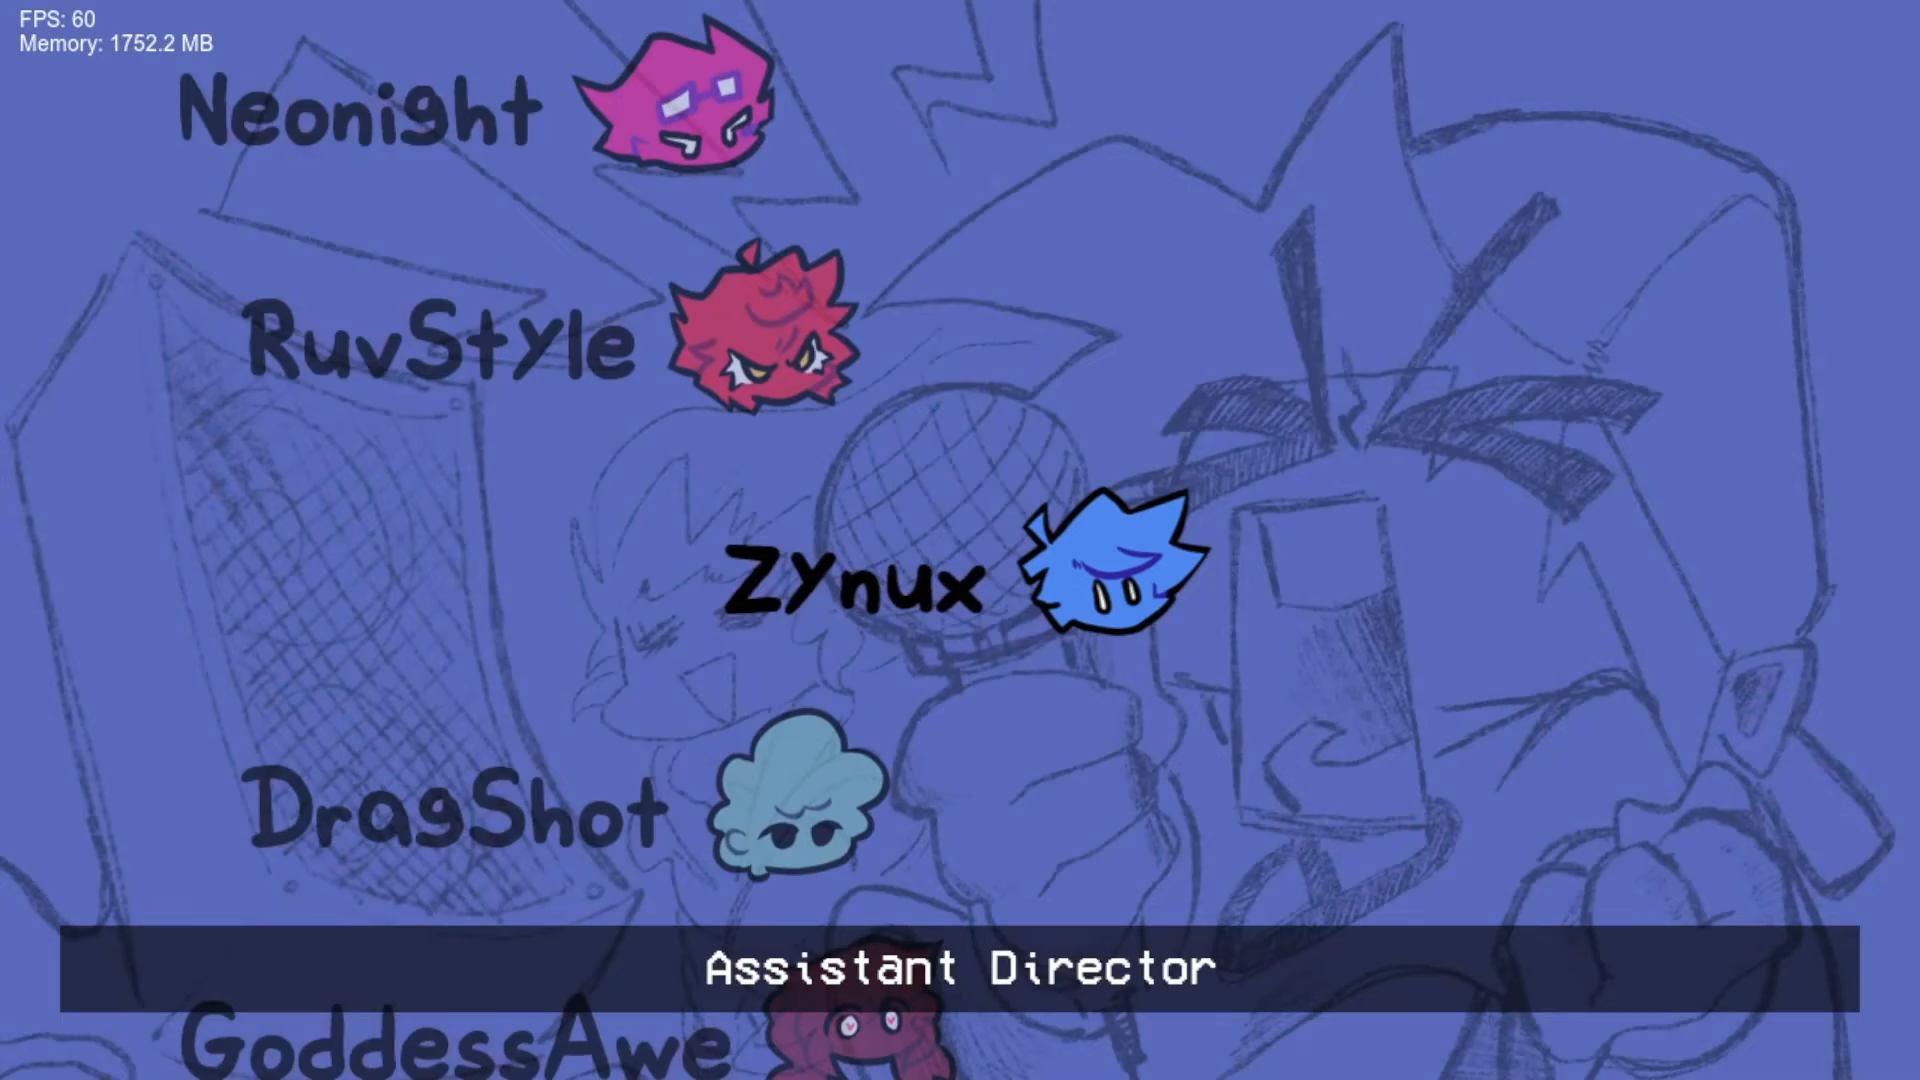 FPS: 60
Memory: 1752.2 MB
Neonight
RuvStyle
Zynux
DragShot
Assistant Director
GoddessAwe